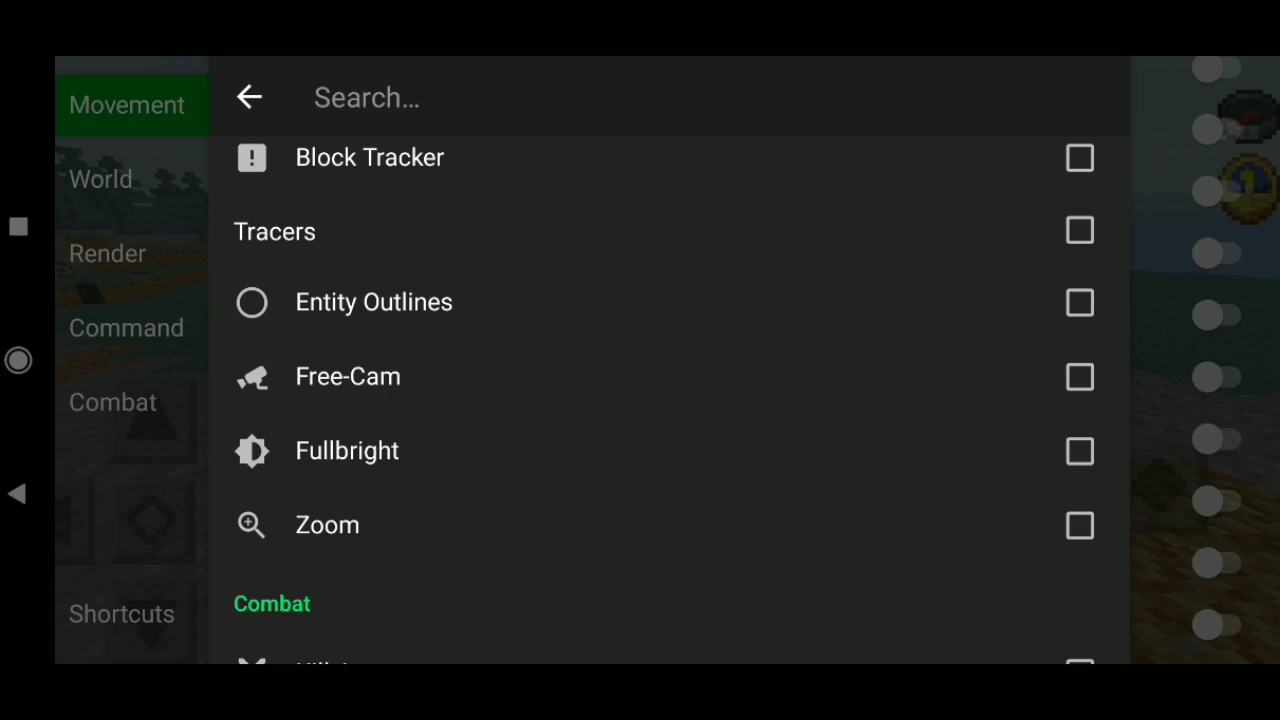 Movement
World
Render
Command
Combat
Shortcuts
Search...
Block Tracker
Tracers
Entity Outlines
Free-Cam
Fullbright
Zoom
Combat